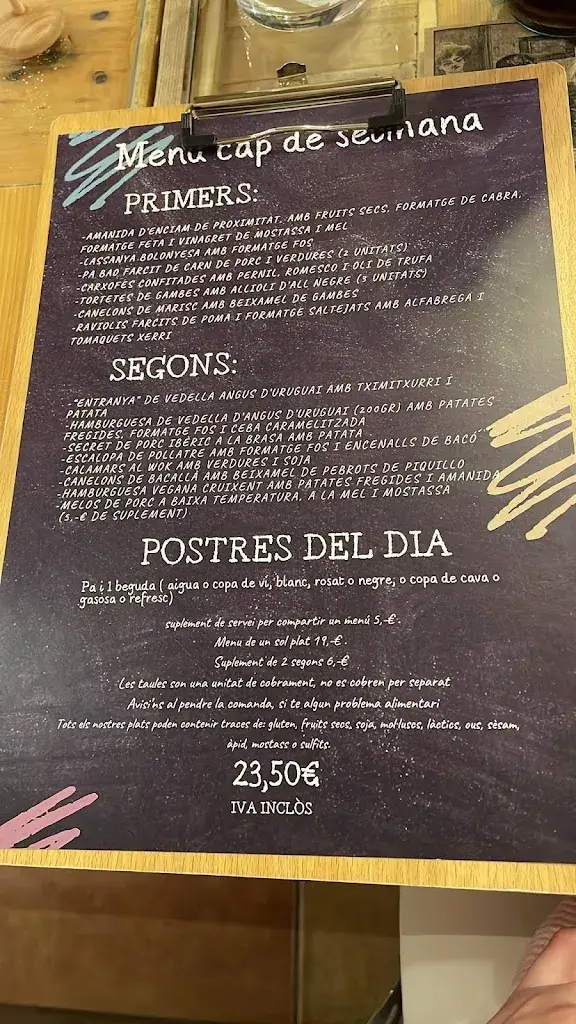 Menú cap de setmana
PRIMERS:
-AMANIDA D'ENCIAM DE PROXIMITAT, AMB FRUITS SECS, FORMATGE DE CABRA,
FORMATGE FETA I VINAGRET DE MOSTASSA I MEL
-LASSANYA BOLONYESA AMB FORMATGE FOS
-PA BAO FARCIT DE CARN DE PORC I VERDURES (2 UNITATS)
-CARXOFES CONFITADES AMB PERNIL, ROMESCO I OLI DE TRUFA
-TORTETES DE GAMBES AMB ALLIOLI D'ALL NEGRE (3 UNITATS)
-CANELONS DE MARISC AMB BEIXAMEL DE GAMBES
-RAVIOLIS FARCITS DE POMA I FORMATGE SALTEJATS AMB ALFABREGA I
TOMAQUETS XERRI
SEGONS:
-"ENTRANYA" DE VEDELLA ANGUS D'URUGUAI AMB TXIMITXURRI I
PATATA
-HAMBURGUESA DE VEDELLA D'ANGUS D'URUGUAI (200GR) AMB PATATES
FREGIDES, FORMATGE FOS I CEBA CARAMELITZADA
-SECRET DE PORC IBÈRIC A LA BRASA AMB PATATA
-ESCALOPA DE POLLATRE AMB FORMATGE FOS I ENCENALLS DE BACÓ
-CALAMARS AL WOK AMB VERDURES I SOJA
-CANELONS DE BACALLÀ AMB BEIXAMEL DE PEBROTS DE PIQUILLO
-HAMBURGUESA VEGANA CRUIXENT AMB PATATES FREGIDES I AMANIDA
-MELOS DE PORC A BAIXA TEMPERATURA, A LA MEL I MOSTASSA
(5,-€ DE SUPLEMENT)
POSTRES DEL DIA
Pa i 1 beguda ( aigua o copa de ví, blanc, rosat o negre, o copa de cava o
gasosa o refresc)
suplement de servei per compartir un menú 5,-€.
Menu de un sol plat 19,-€.
Suplement de 2 segons 6,-€
Les taules son una unitat de cobrament, no es cobren per separat
Avisi'ns al pendre la comanda, si te algun problema alimentari
Tots els nostres plats poden contenir traces de: gluten, fruits secs, soja, mol·lusos, làctics, ous, sèsam,
àpid, mostass o sulfits.
23,50€
IVA INCLÒS